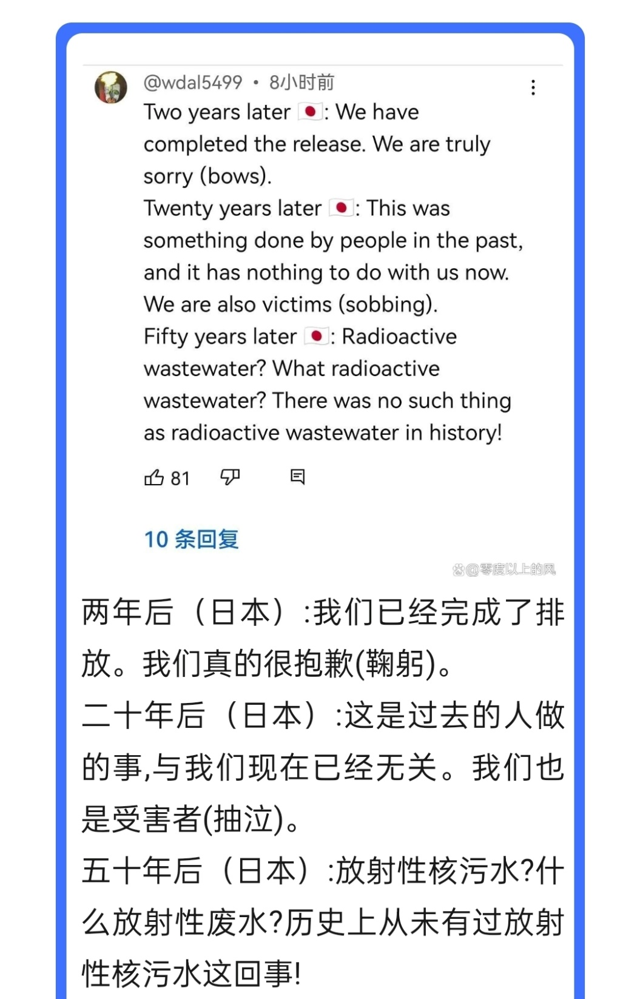 @wdal5499 • 8小时前
Two years later 🇯🇵: We have
completed the release. We are truly
sorry (bows).
Twenty years later 🇯🇵: This was
something done by people in the past,
and it has nothing to do with us now.
We are also victims (sobbing).
Fifty years later 🇯🇵: Radioactive
wastewater? What radioactive
wastewater? There was no such thing
as radioactive wastewater in history!
81
10 条回复
@零度以上的风
两年后（日本）:我们已经完成了排
放。我们真的很抱歉(鞠躬)。
二十年后（日本）:这是过去的人做
的事,与我们现在已经无关。我们也
是受害者(抽泣)。
五十年后（日本）:放射性核污水?什
么放射性废水?历史上从未有过放射
性核污水这回事!